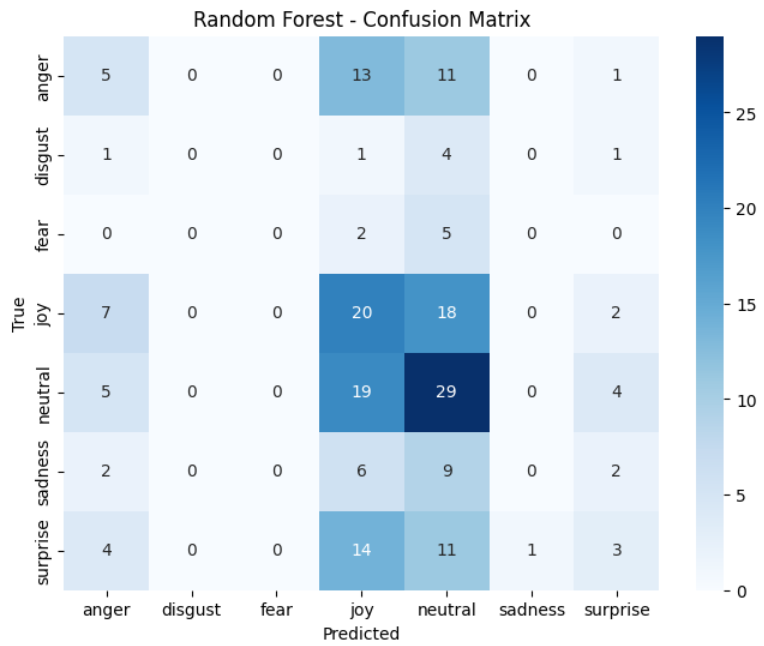 Random Forest - Confusion Matrix
True
anger 5 0 0 13 11 0 1
disgust 1 0 0 1 4 0 1
fear 0 0 0 2 5 0 0
joy 7 0 0 20 18 0 2
neutral 5 0 0 19 29 0 4
sadness 2 0 0 6 9 0 2
surprise 4 0 0 14 11 1 3
anger disgust fear joy neutral sadness surprise
Predicted
25
20
15
10
5
0